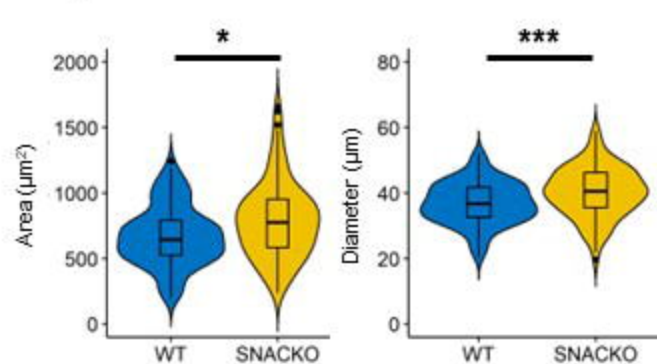 *
2000
1500
1000
500
0
Area (µm²)
WT
SNACKO
***
80
60
40
20
0
Diameter (µm)
WT
SNACKO